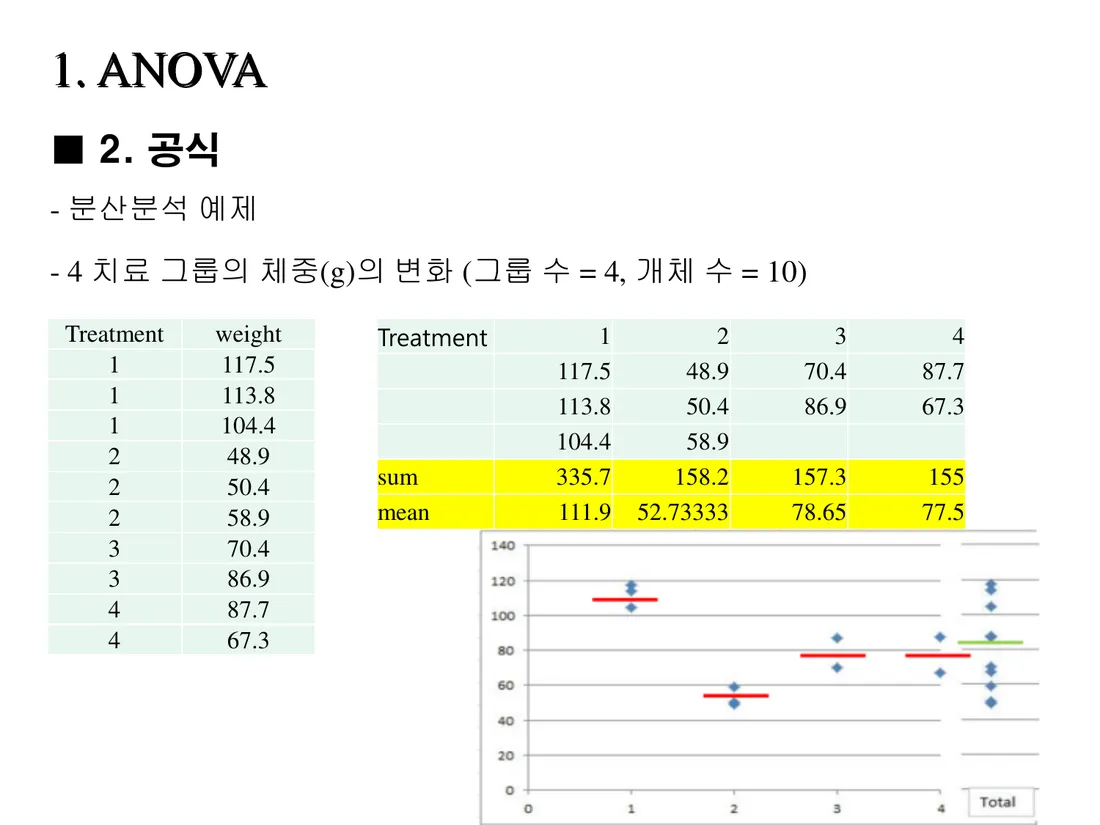 1. ANOVA
■ 2. 공식
- 분산분석 예제
- 4 치료 그룹의 체중(g)의 변화 (그룹 수 = 4, 개체 수 = 10)
Treatment weight
1 117.5
1 113.8
1 104.4
2 48.9
2 50.4
2 58.9
3 70.4
3 86.9
4 87.7
4 67.3
Treatment 1 2 3 4
117.5 48.9 70.4 87.7
113.8 50.4 86.9 67.3
104.4 58.9
sum 335.7 158.2 157.3 155
mean 111.9 52.73333 78.65 77.5
140
120
100
80
60
40
20
0
0 1 2 3 4 Total